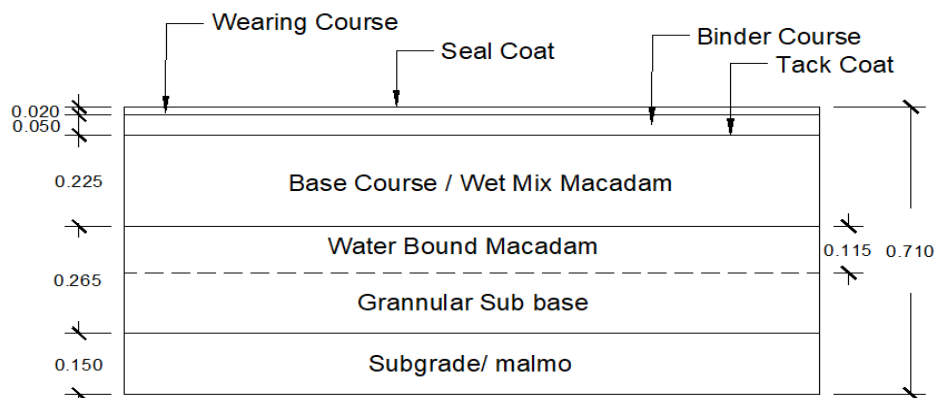 Wearing Course
Seal Coat
Binder Course
Tack Coat
0.020
0.050
0.225
Base Course / Wet Mix Macadam
Water Bound Macadam
0.115
0.710
0.265
Grannular Sub base
0.150
Subgrade/ malmo